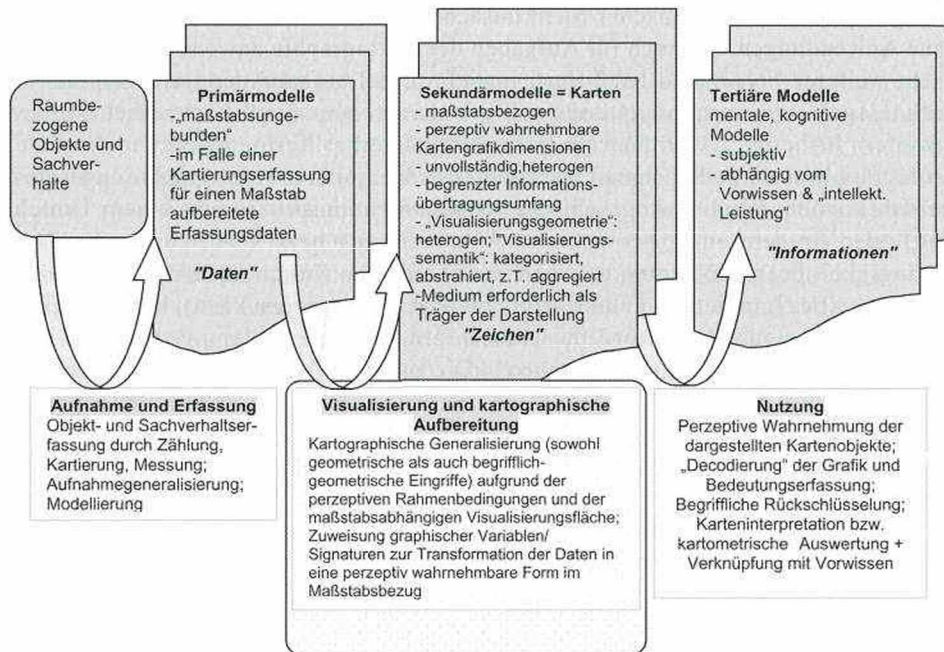 Raumbe-
zogene
Objekte und
Sachver-
halte
Primärmodelle
-„maßstabsunge-
bunden“
-im Falle einer
Kartierungserfassung
für einen Maßstab
aufbereitete
Erfassungsdaten
"Daten"
Sekundärmodelle = Karten
- maßstabsbezogen
- perzeptiv wahrnehmbare
Kartengrafikdimensionen
- unvollständig,heterogen
- begrenzter Informations-
übertragungsumfang
- „Visualisierungsgeometrie“:
heterogen; "Visualisierungs-
semantik“: kategorisiert,
abstrahiert, z.T. aggregiert
-Medium erforderlich als
Träger der Darstellung
"Zeichen"
Tertiäre Modelle
mentale, kognitive
Modelle
- subjektiv
- abhängig vom
Vorwissen & „intellekt.
Leistung"
"Informationen"
Aufnahme und Erfassung
Objekt- und Sachverhaltser-
fassung durch Zählung,
Kartierung, Messung;
Aufnahmegeneralisierung;
Modellierung
Visualisierung und kartographische
Aufbereitung
Kartographische Generalisierung (sowohl
geometrische als auch begrifflich-
geometrische Eingriffe) aufgrund der
perzeptiven Rahmenbedingungen und der
maßstabsabhängigen Visualisierungsfläche;
Zuweisung graphischer Variablen/
Signaturen zur Transformation der Daten in
eine perzeptiv wahrnehmbare Form im
Maßstabsbezug
Nutzung
Perzeptive Wahrnehmung der
dargestellten Kartenobjekte;
„Decodierung" der Grafik und
Bedeutungserfassung;
Begriffliche Rückschlüsselung;
Karteninterpretation bzw.
kartometrische Auswertung +
Verknüpfung mit Vorwissen